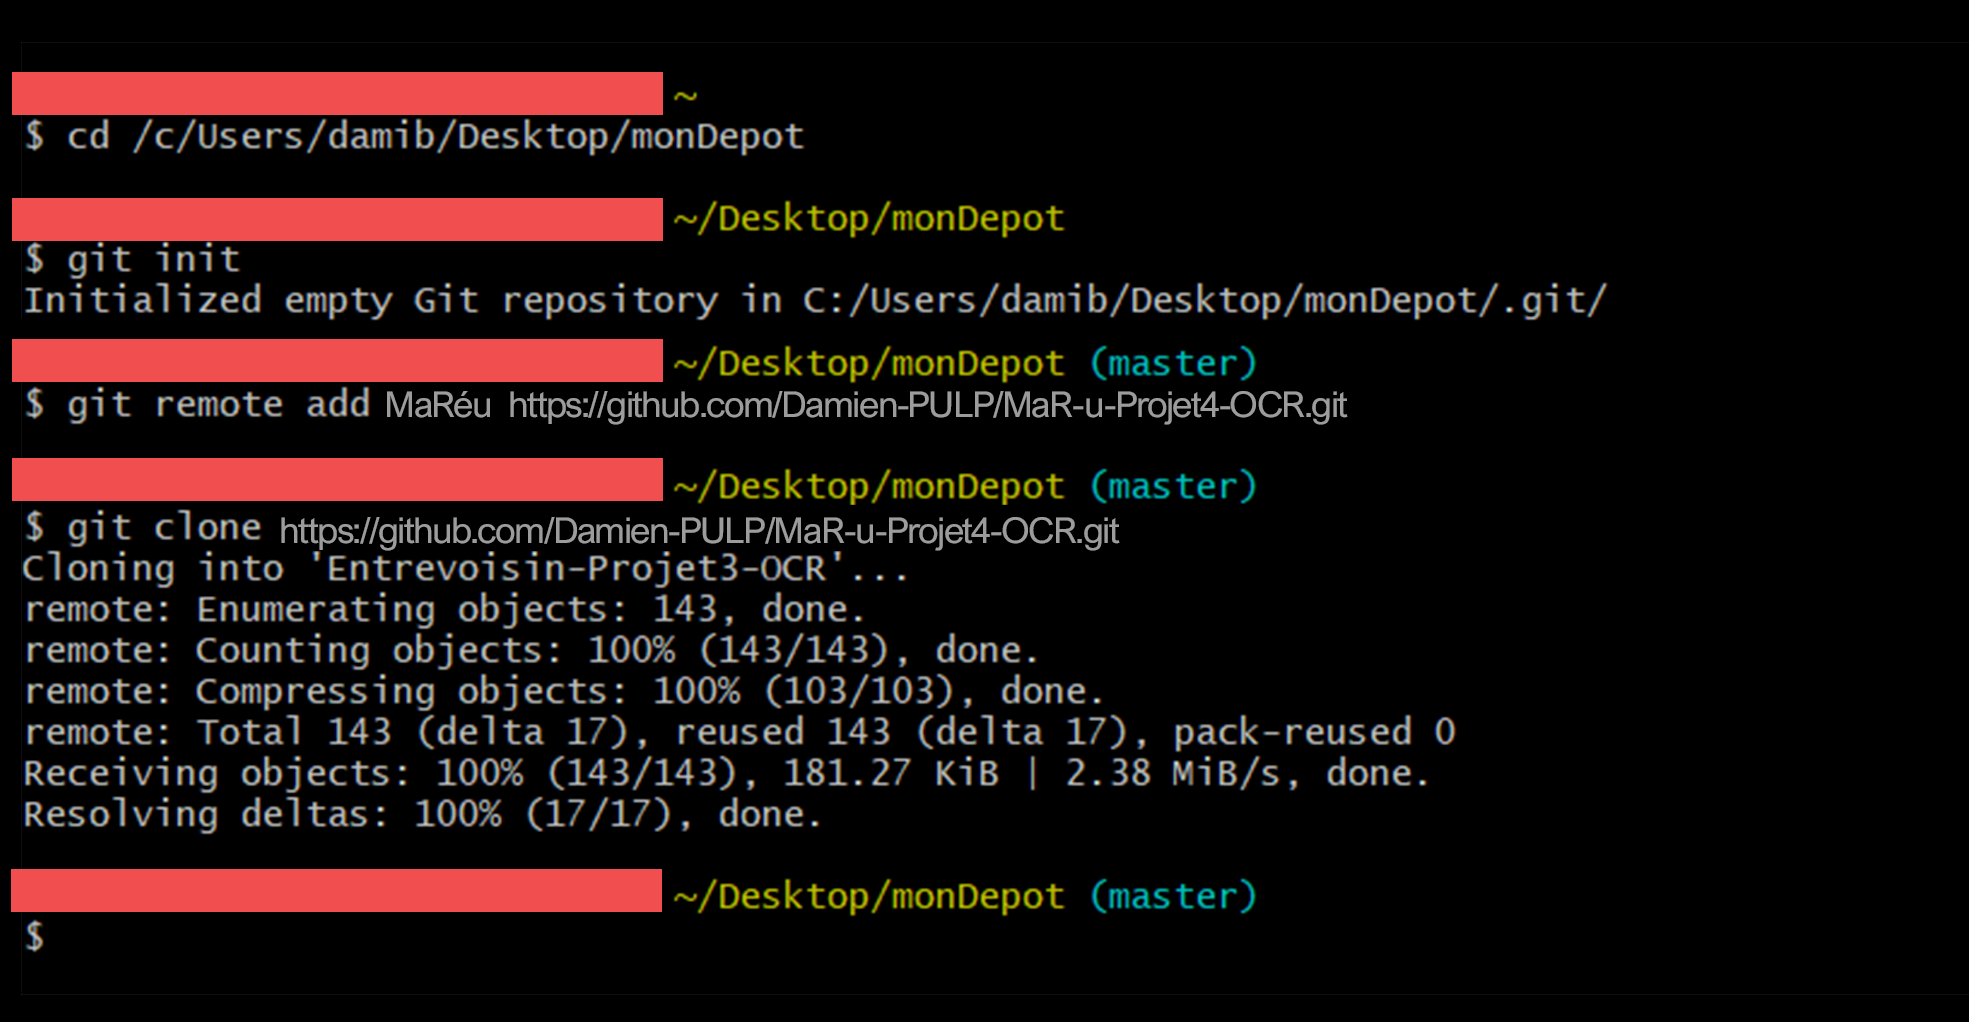 ~
$ cd /c/Users/damib/Desktop/monDepot
~/Desktop/monDepot
$ git init
Initialized empty Git repository in C:/Users/damib/Desktop/monDepot/.git/
~/Desktop/monDepot (master)
$ git remote add MaRéu https://github.com/Damien-PULP/MaR-u-Projet4-OCR.git
~/Desktop/monDepot (master)
$ git clone https://github.com/Damien-PULP/MaR-u-Projet4-OCR.git
Cloning into 'Entrevoisin-Projet3-OCR'...
remote: Enumerating objects: 143, done.
remote: Counting objects: 100% (143/143), done.
remote: Compressing objects: 100% (103/103), done.
remote: Total 143 (delta 17), reused 143 (delta 17), pack-reused 0
Receiving objects: 100% (143/143), 181.27 KiB | 2.38 MiB/s, done.
Resolving deltas: 100% (17/17), done.
~/Desktop/monDepot (master)
$